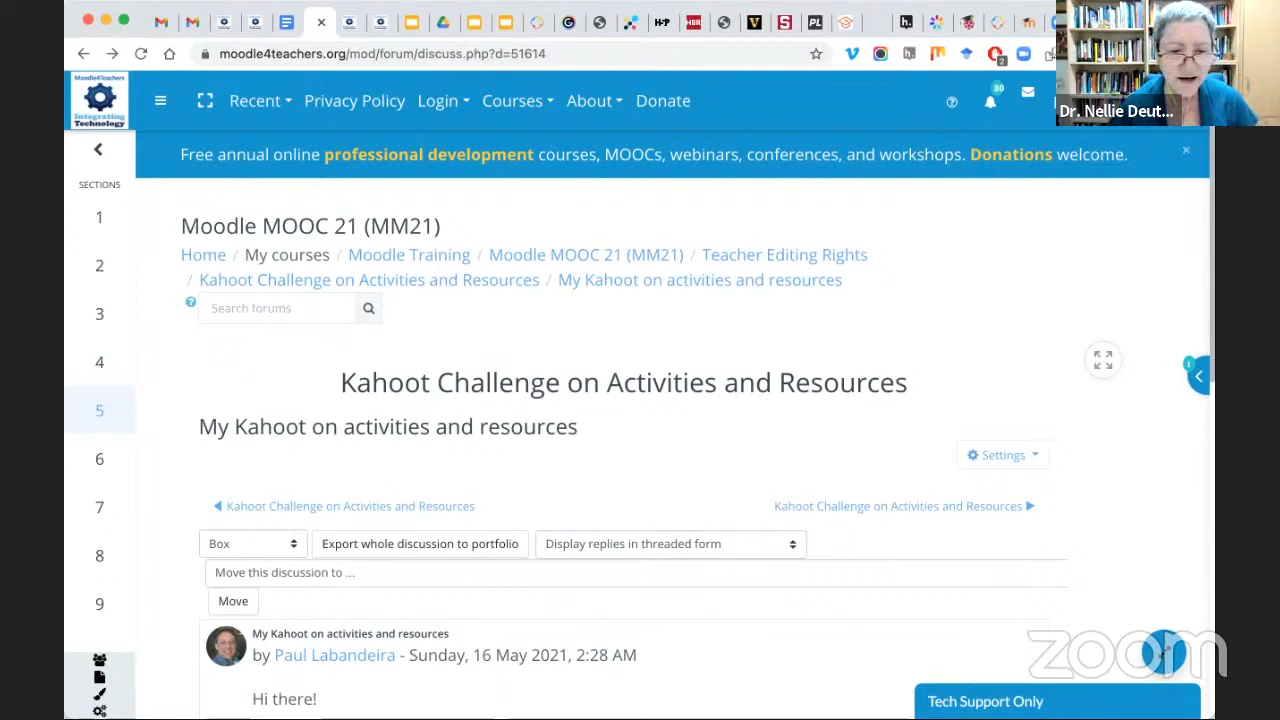 moodle4teachers.org/mod/forum/discuss.php?d=51614
2
Moodle4Teachers
Integrating
Technology
Recent
Privacy Policy
Login
Courses
About
Donate
80
Dr. Nellie Deut...
Free annual online professional development courses, MOOCs, webinars, conferences, and workshops. Donations welcome.
SECTIONS
1
2
3
4
5
6
7
8
9
Moodle MOOC 21 (MM21)
Home / My courses / Moodle Training / Moodle MOOC 21 (MM21) / Teacher Editing Rights
/ Kahoot Challenge on Activities and Resources / My Kahoot on activities and resources
Search forums
Kahoot Challenge on Activities and Resources
My Kahoot on activities and resources
Settings
Kahoot Challenge on Activities and Resources
Kahoot Challenge on Activities and Resources
Box
Export whole discussion to portfolio
Display replies in threaded form
Move this discussion to ...
Move
My Kahoot on activities and resources
by Paul Labandeira - Sunday, 16 May 2021, 2:28 AM
Hi there!
zoom
Tech Support Only